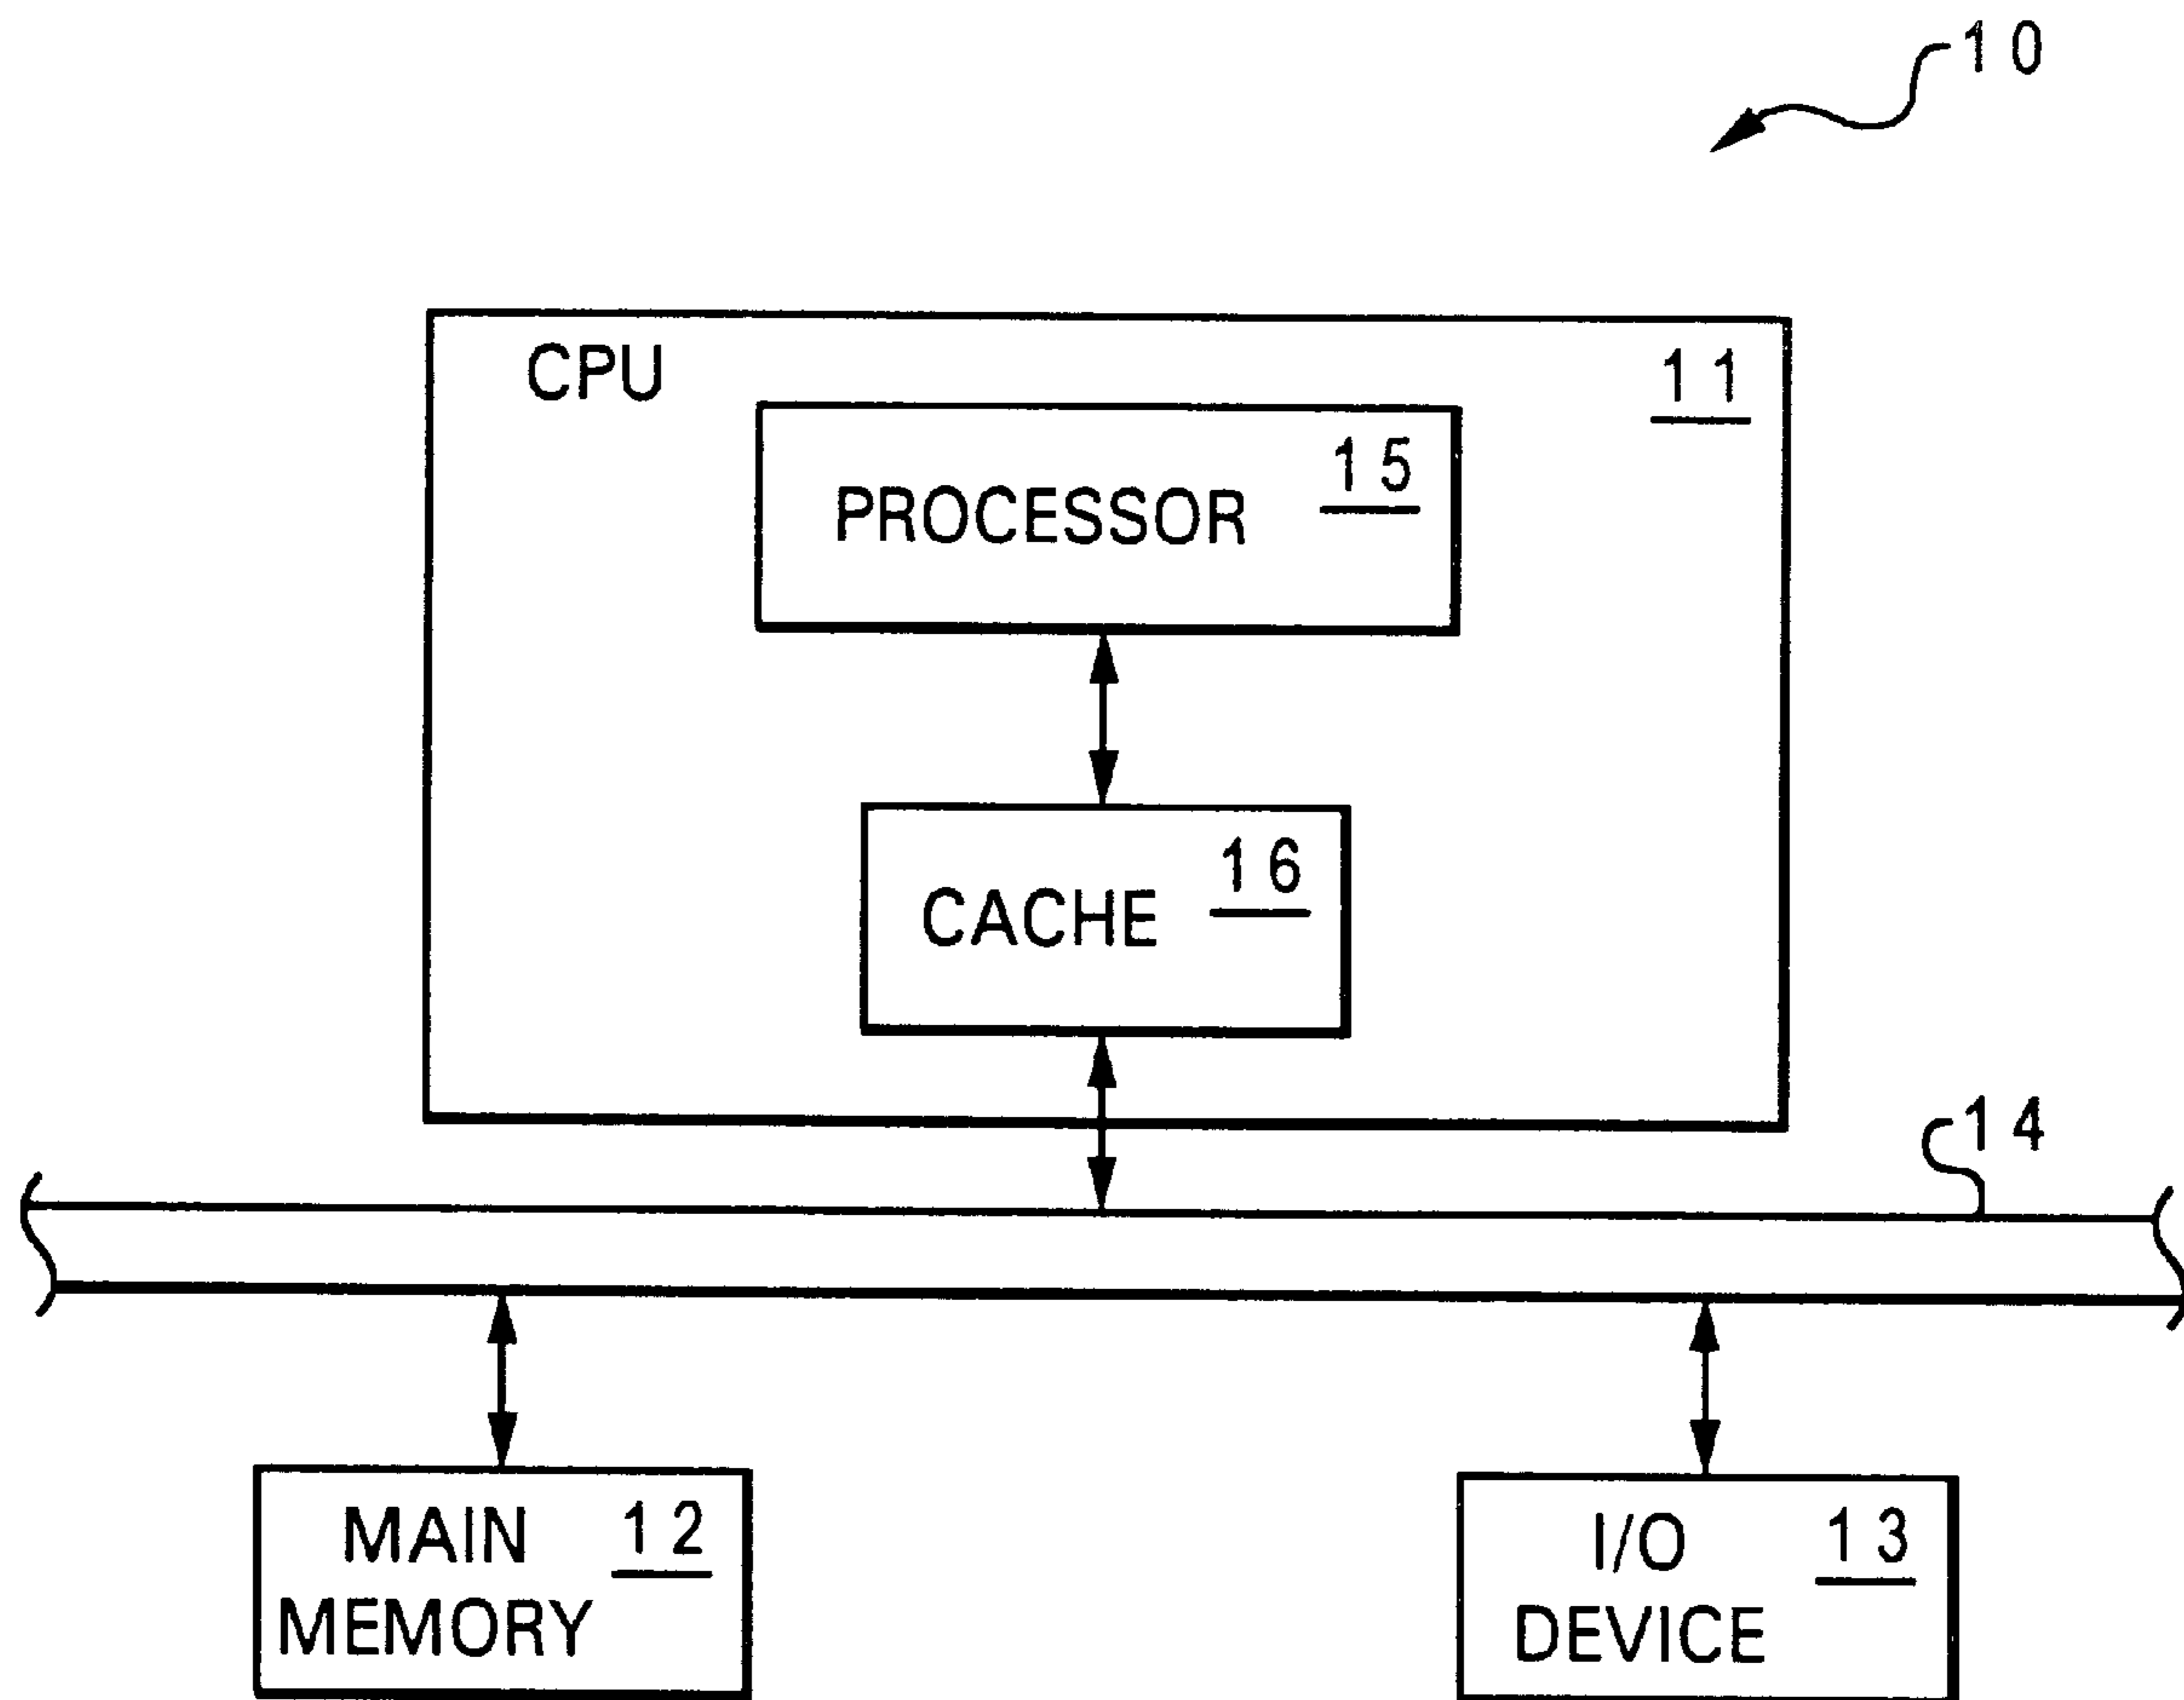 10
CPU
11
PROCESSOR
15
CACHE
16
14
MAIN
MEMORY
12
I/O
DEVICE
13